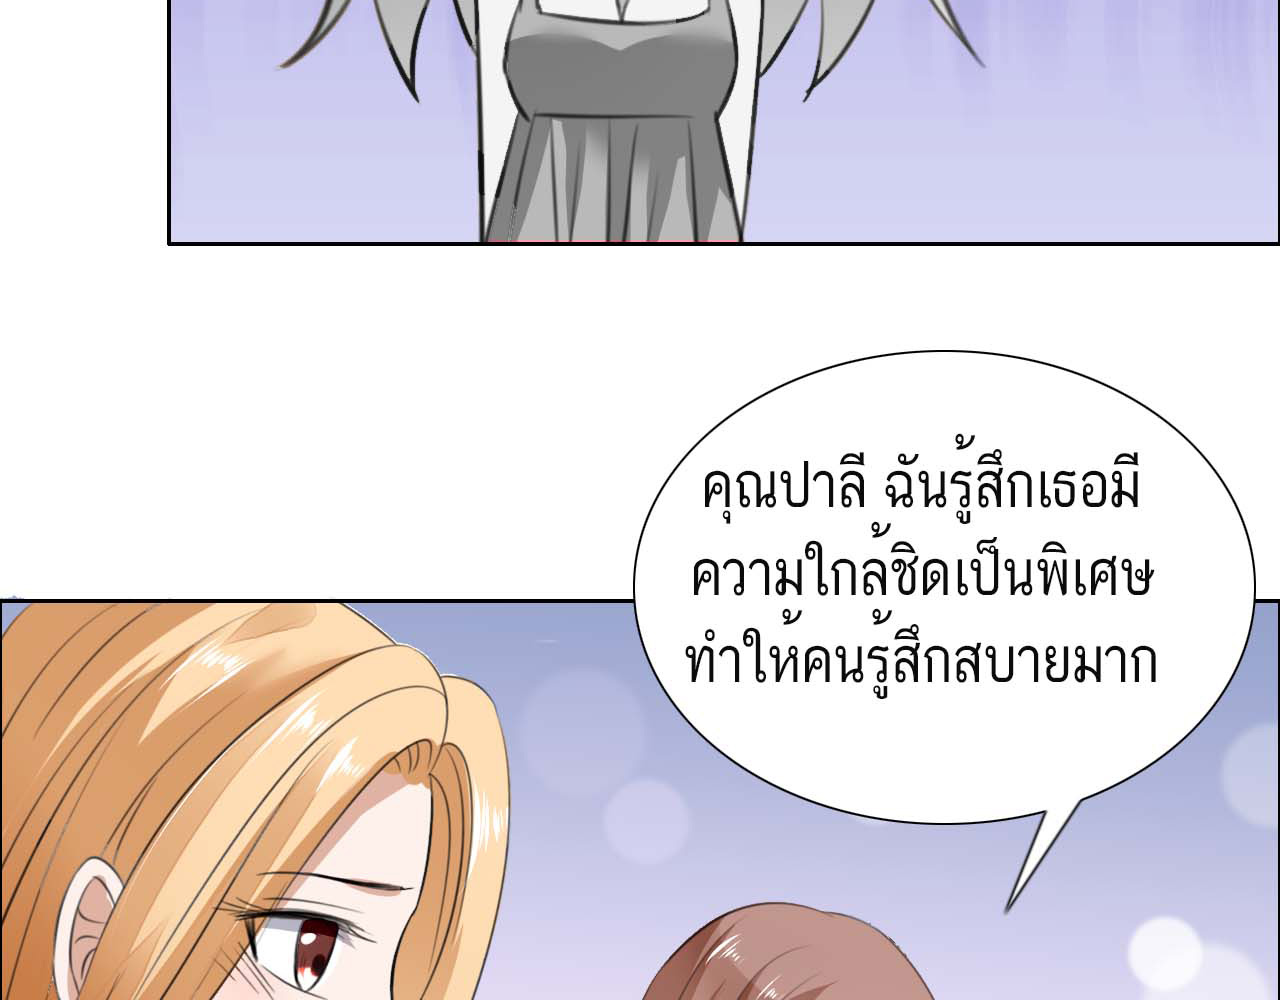 คุณปาลี ฉันรู้สึกเธอมี
ความใกล้ชิดเป็นพิเศษ
ทำให้คนรู้สึกสบายมาก